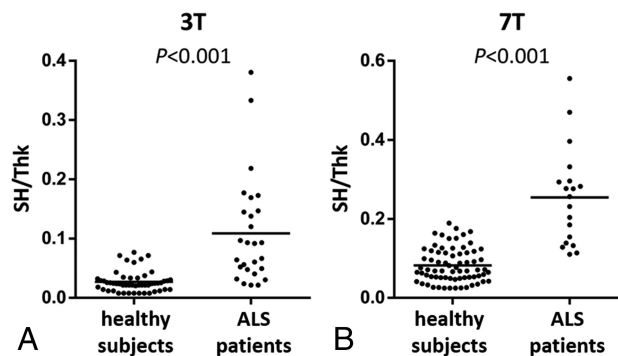 3T
P<0.001
0.4
0.3
0.2
0.1
0.0
SH/Thk
healthy
subjects
ALS
patients
A
7T
P<0.001
0.6
0.4
0.2
0.0
SH/Thk
healthy
subjects
ALS
patients
B